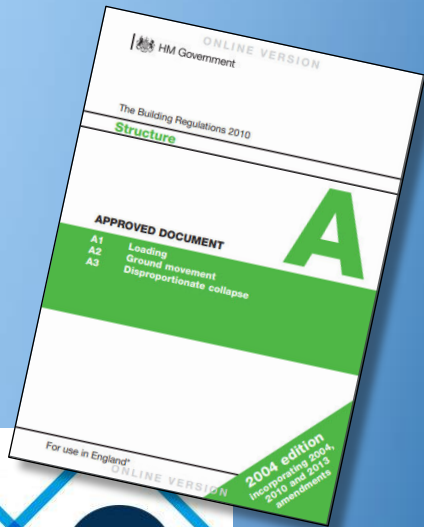 ONLINE VERSION
HM Government
The Building Regulations 2010
Structure
A
APPROVED DOCUMENT
A1 Loading
A2 Ground movement
A3 Disproportionate collapse
2004 edition
incorporating 2004,
2010 and 2013
amendments
For use in England*
ONLINE VERSION